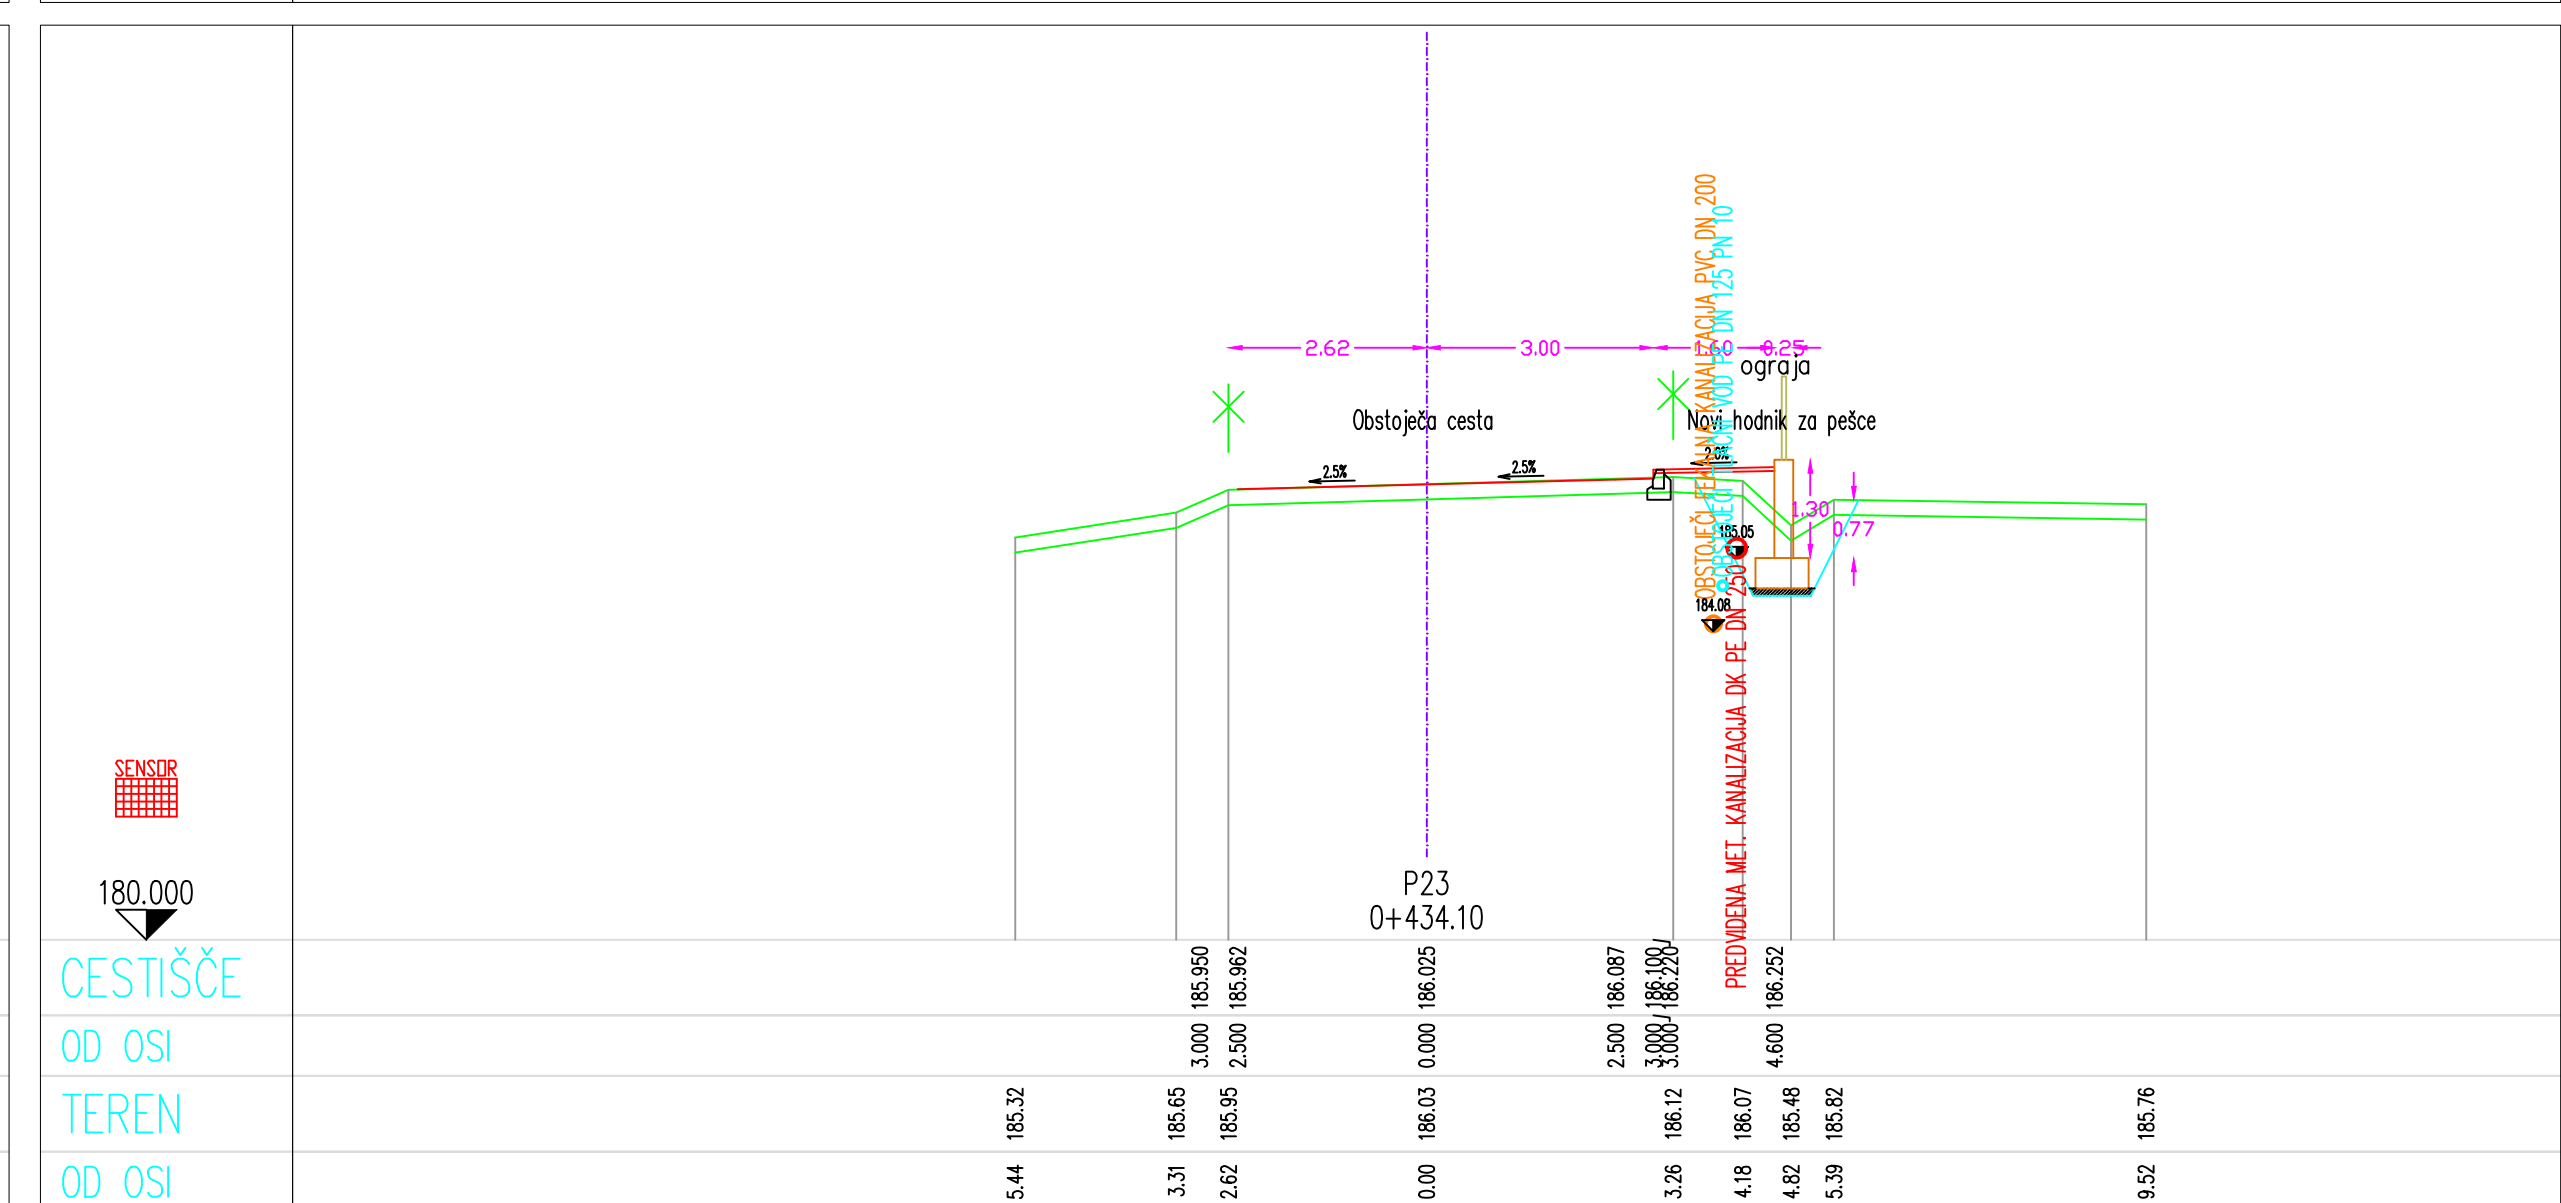 OBSTOJEČI FEKALNA KANALIZACIJA PVC DN 200
OBSTOJEČI TLAČNI VOD PE DN 125 PN 10
2.62
3.00
1.60
0.25
ograja
Obstoječa cesta
Novi hodnik za pešce
2.5%
2.5%
2.0%
1.30
0.77
185.05
184.08
PREDVIDENA MET. KANALIZACIJA DK PE DN 250
SENSOR
180.000
P23
0+434.10
CESTIŠČE
185.950 185.962 186.025 186.087 186.100/ 186.220 186.252
OD OSI
3.000 2.500 0.000 2.500 3.000/ 3.000 4.600
TEREN
185.32 185.65 185.95 186.03 186.12 186.07 185.48 185.82 185.76
OD OSI
5.44 3.31 2.62 0.00 3.26 4.18 4.82 5.39 9.52